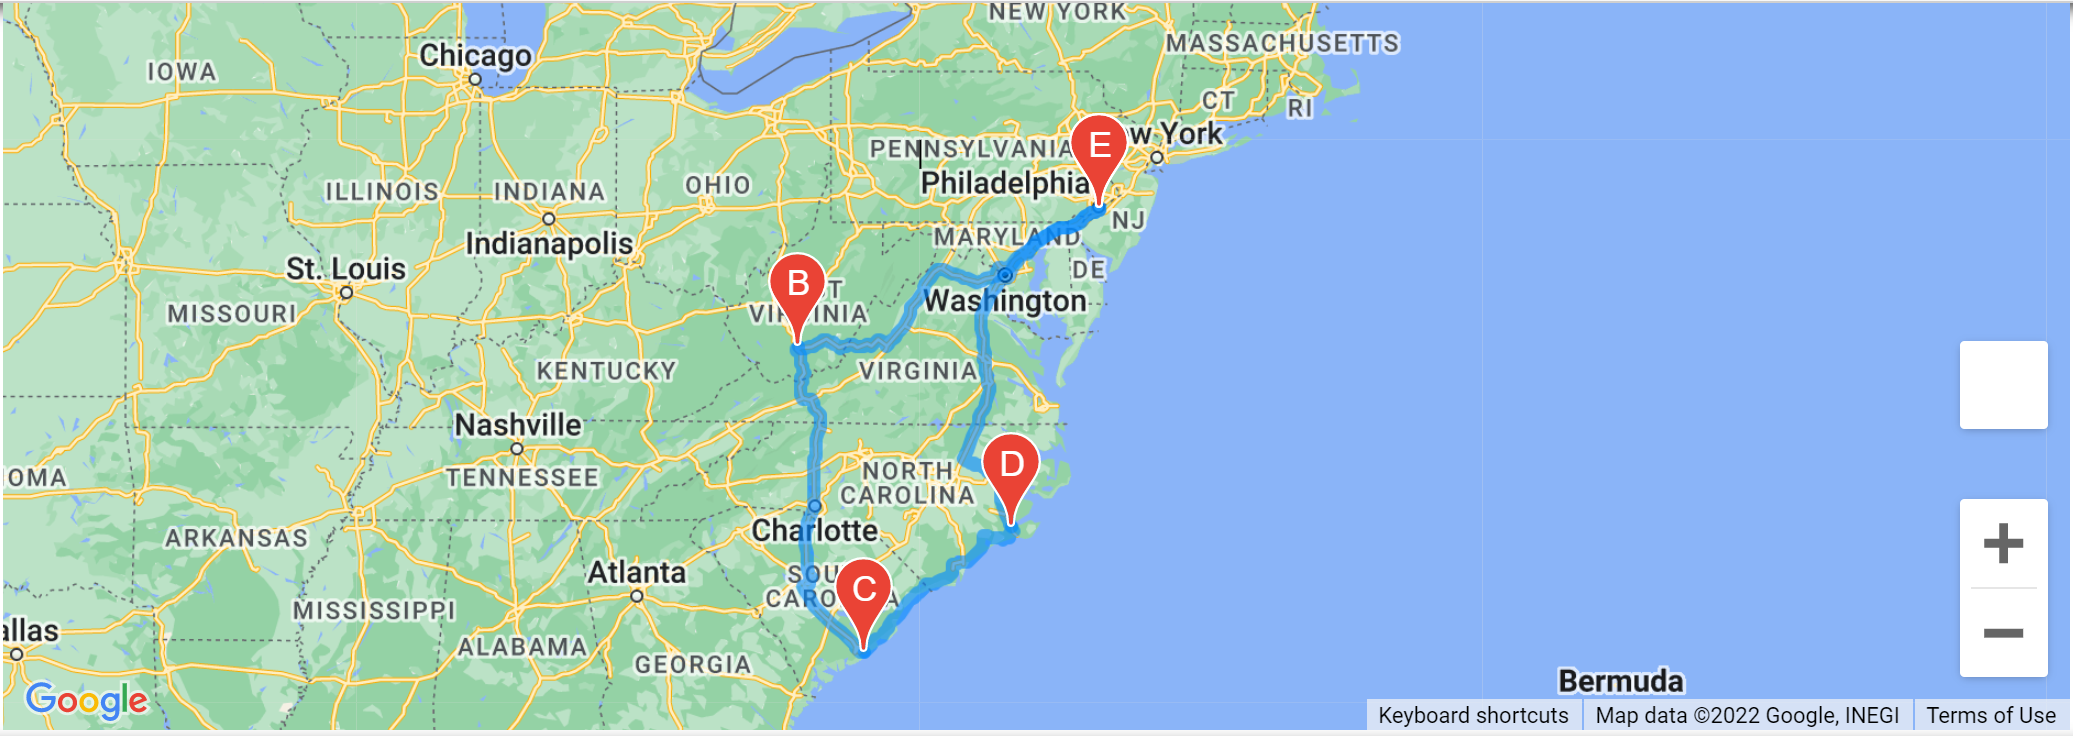 NEW YORK
MASSACHUSETTS
Chicago
IOWA
CT
RI
E
w York
PENNSYLVANIA
Philadelphia
ILLINOIS
INDIANA
OHIO
NJ
Indianapolis
MARYLAND
St. Louis
DE
B
T
Washington
MISSOURI
VIRGINIA
KENTUCKY
VIRGINIA
Nashville
D
OMA
TENNESSEE
NORTH
CAROLINA
Charlotte
ARKANSAS
Atlanta
SOU
C
CARO A
MISSISSIPPI
allas
ALABAMA
GEORGIA
Bermuda
Google
Keyboard shortcuts
Map data ©2022 Google, INEGI
Terms of Use